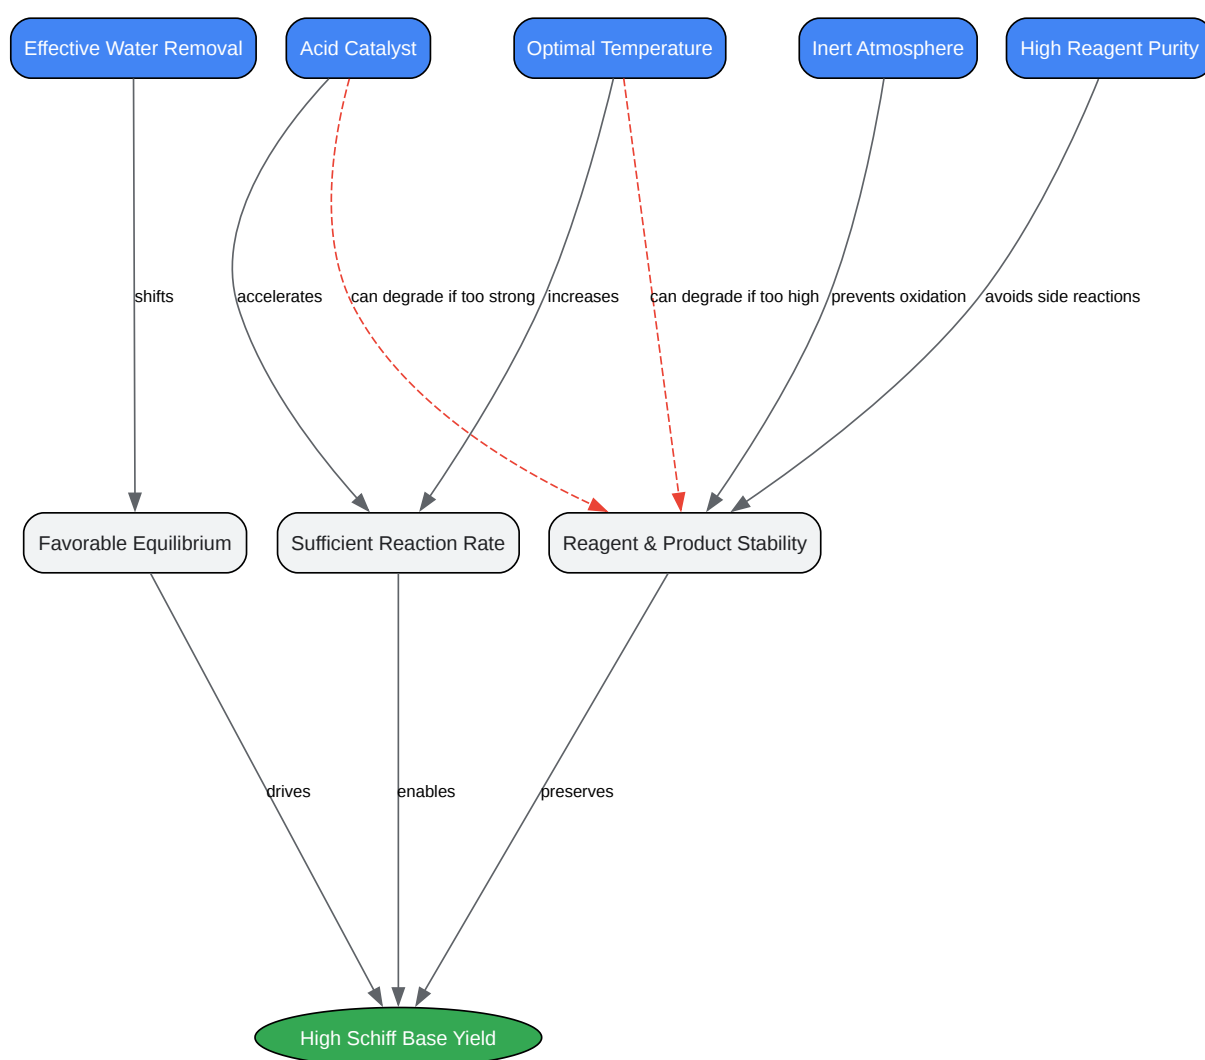 Effective Water Removal
Acid Catalyst
Optimal Temperature
Inert Atmosphere
High Reagent Purity
shifts
accelerates
can degrade if too strong
increases
can degrade if too high
prevents oxidation
avoids side reactions
Favorable Equilibrium
Sufficient Reaction Rate
Reagent & Product Stability
drives
enables
preserves
High Schiff Base Yield